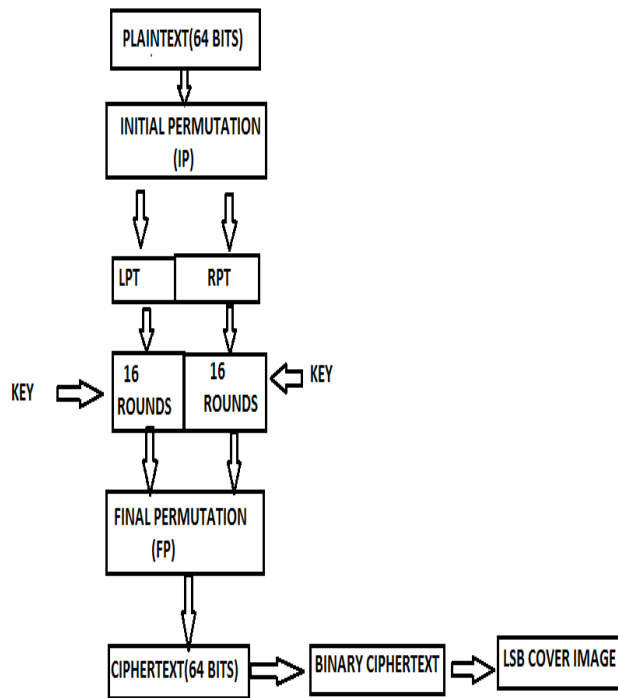 PLAINTEXT(64 BITS)
INITIAL PERMUTATION
(IP)
LPT
RPT
KEY
16
ROUNDS
16
ROUNDS
KEY
FINAL PERMUTATION
(FP)
CIPHERTEXT(64 BITS)
BINARY CIPHERTEXT
LSB COVER IMAGE